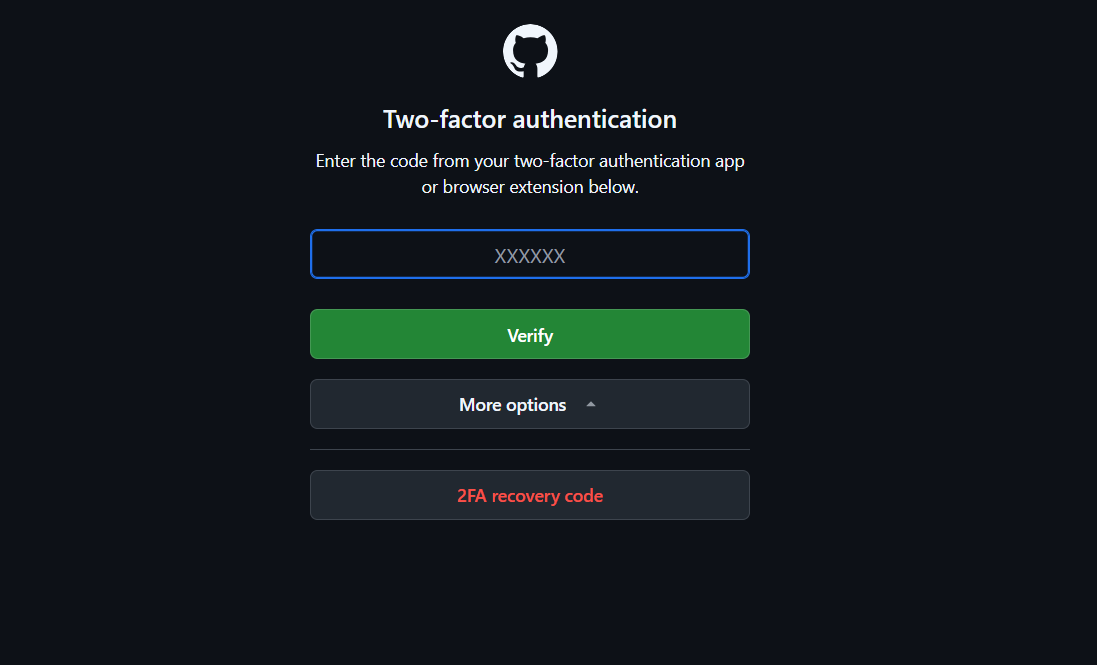 Two-factor authentication
Enter the code from your two-factor authentication app
or browser extension below.
XXXXXX
Verify
More options
2FA recovery code